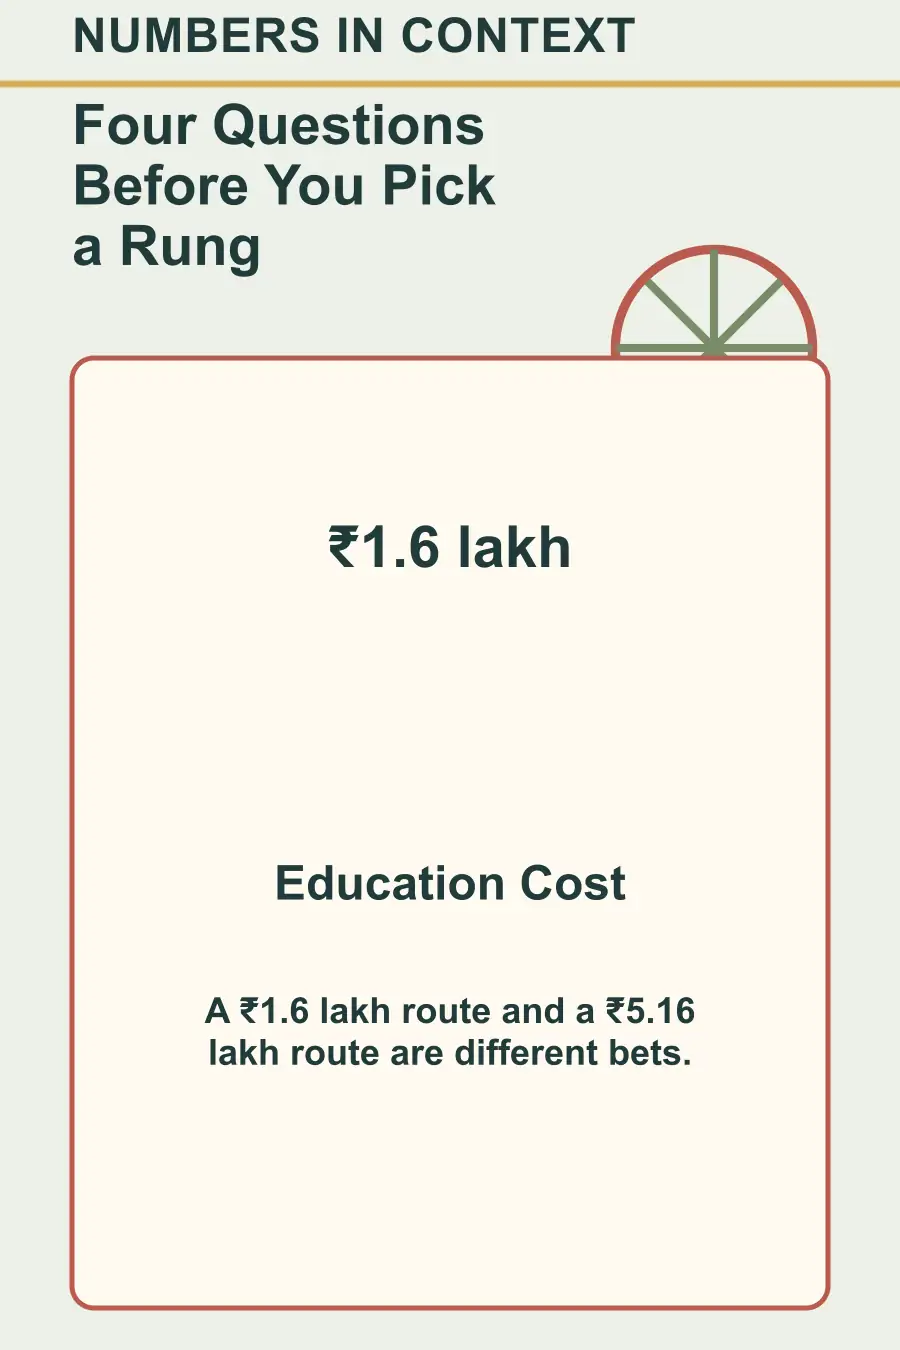 NUMBERS IN CONTEXT
Four Questions
Before You Pick
a Rung
₹1.6 lakh
Education Cost
A ₹1.6 lakh route and a ₹5.16
lakh route are different bets.